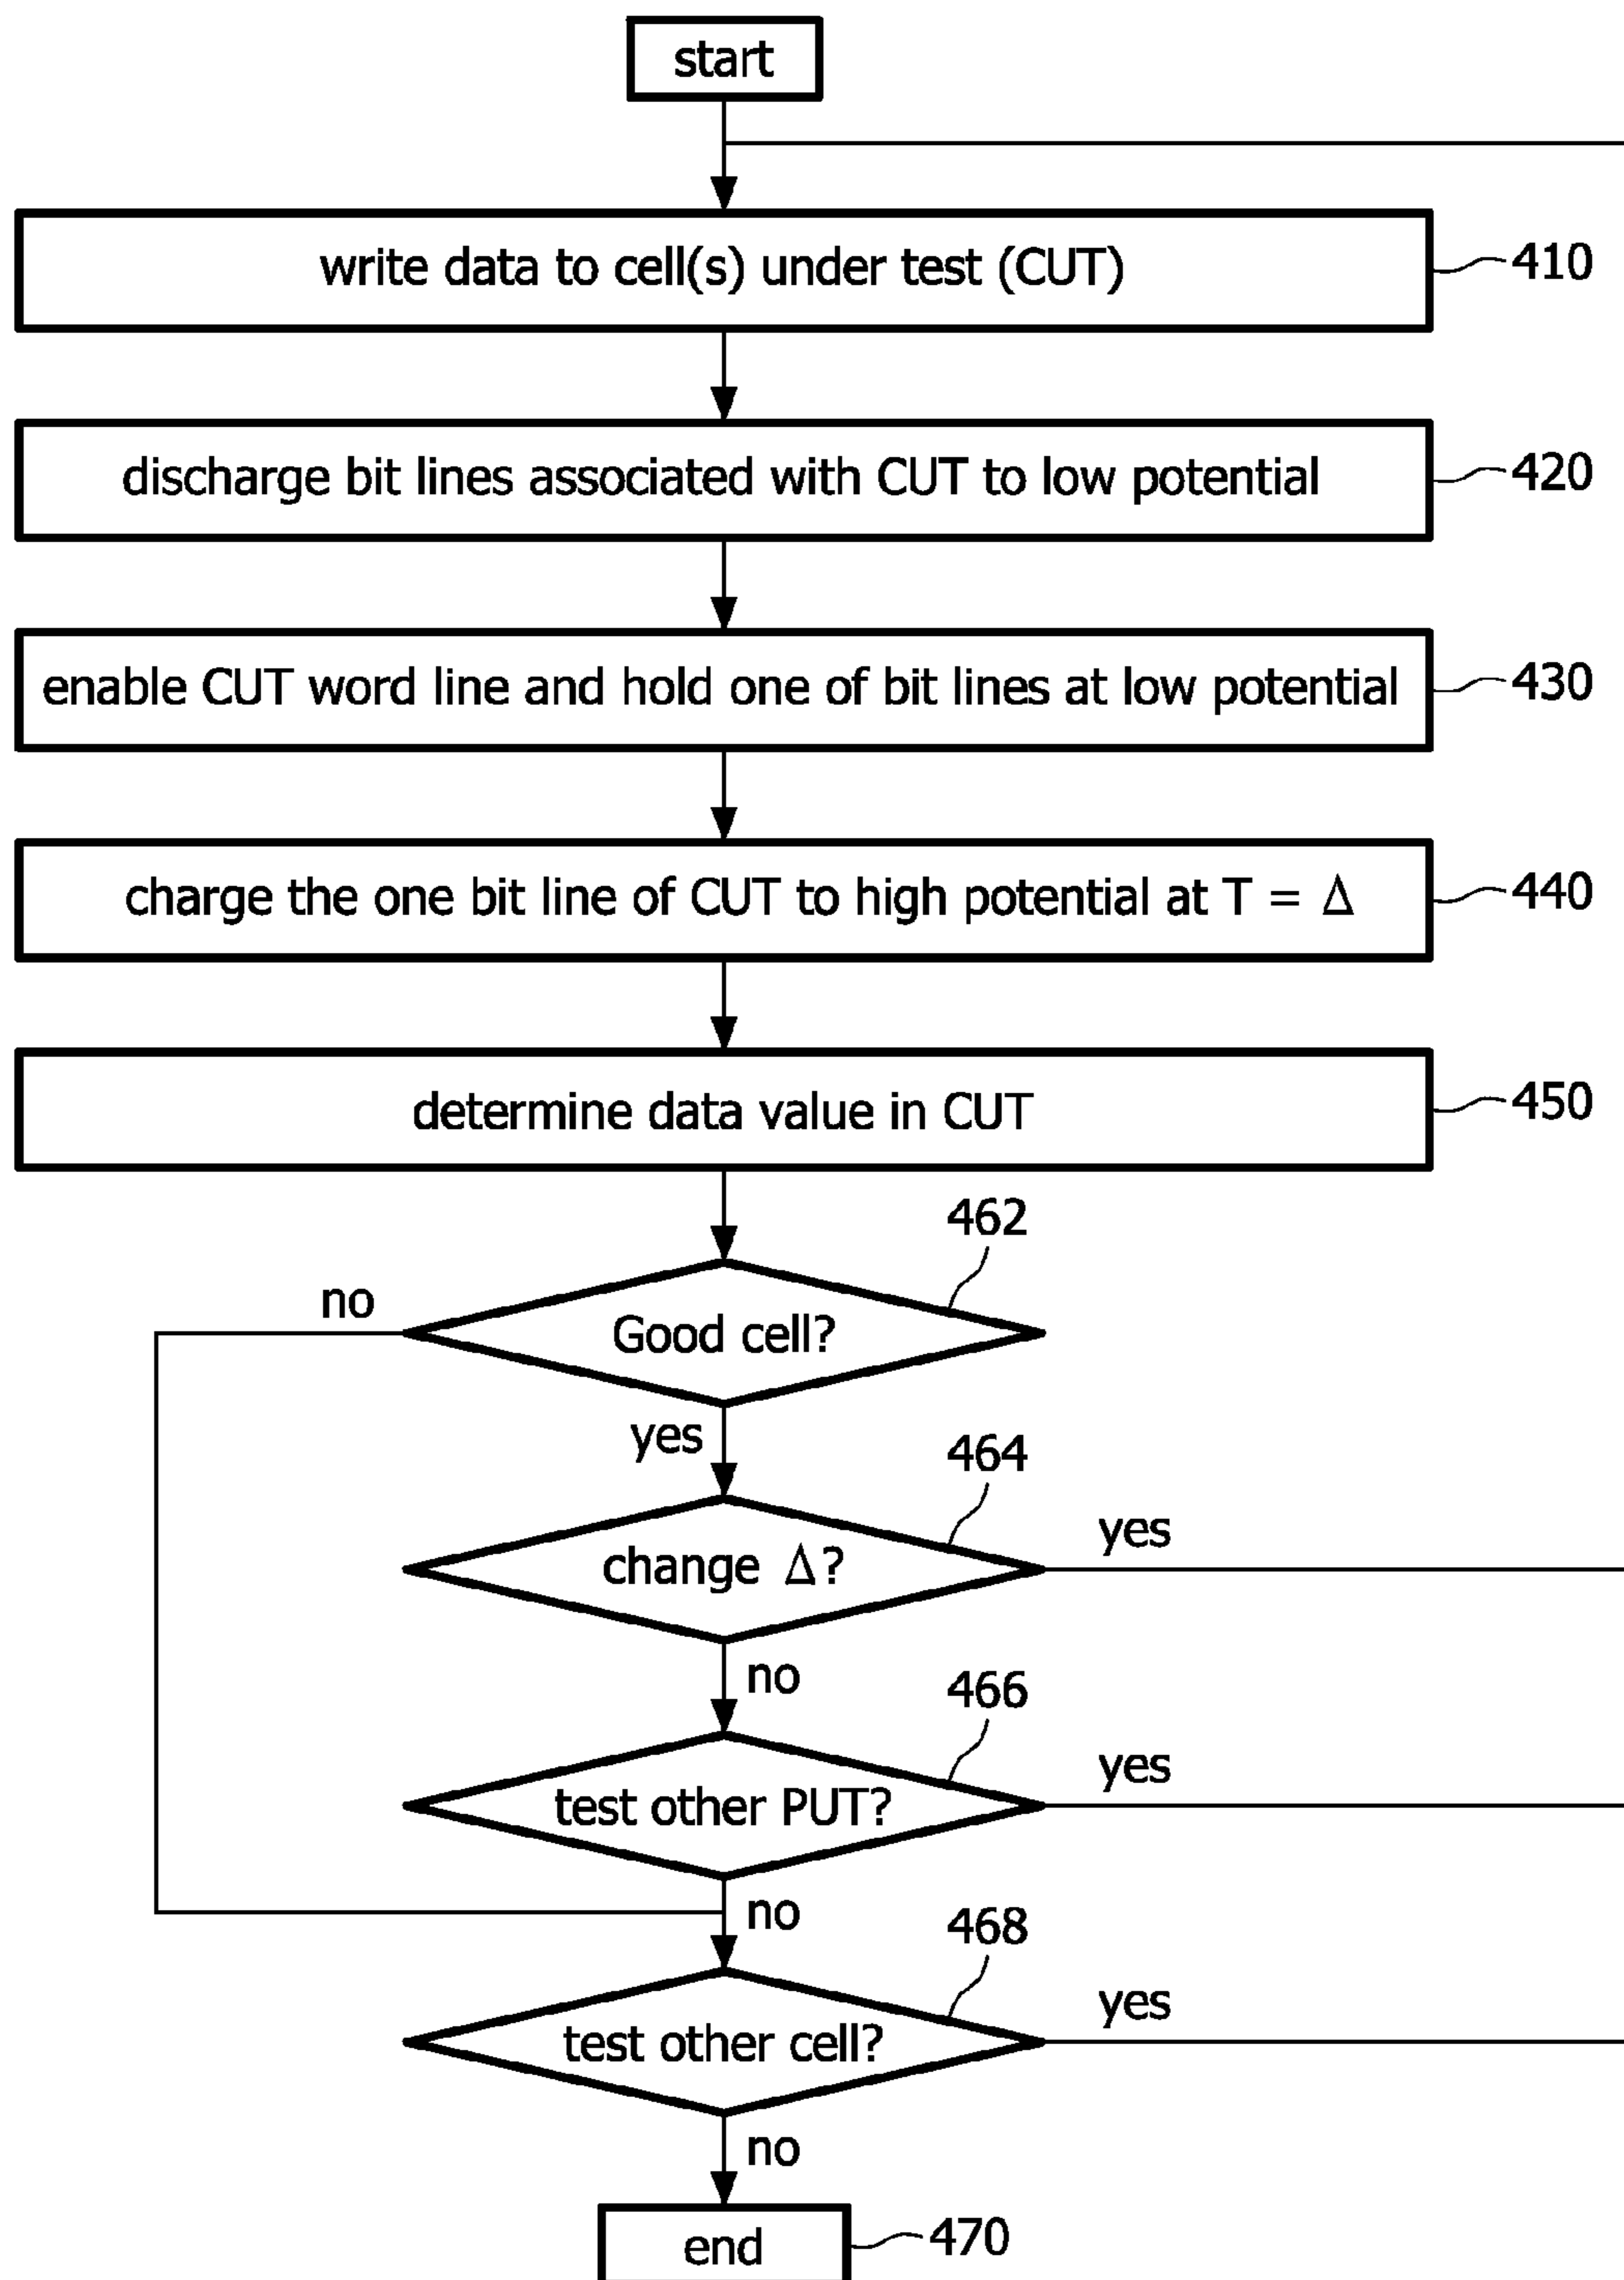 start
write data to cell(s) under test (CUT)
410
discharge bit lines associated with CUT to low potential
420
enable CUT word line and hold one of bit lines at low potential
430
charge the one bit line of CUT to high potential at T = Δ
440
determine data value in CUT
450
462
no
Good cell?
yes
464
yes
change Δ?
no
466
yes
test other PUT?
no
468
yes
test other cell?
no
end
470